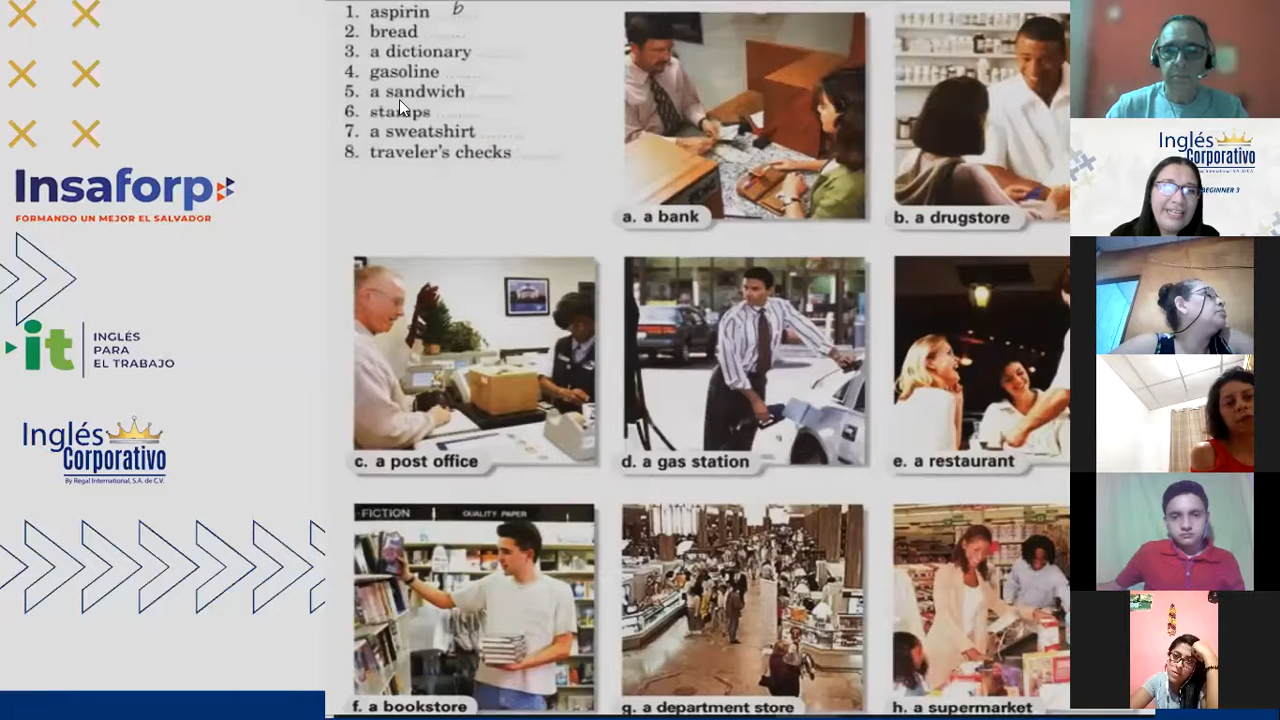 Insaforp
FORMANDO UN MEJOR EL SALVADOR
it
INGLÉS
PARA
EL TRABAJO
Inglés
Corporativo
By Regal International, S.A. de C.V.
1. aspirin b
2. bread
3. a dictionary
4. gasoline
5. a sandwich
6. stamps
7. a sweatshirt
8. traveler's checks
a. a bank
b. a drugstore
c. a post office
d. a gas station
e. a restaurant
FICTION QUALITY PAPER
f. a bookstore
g. a department store
h. a supermarket
Inglés
Corporativo
BEGINNER 3